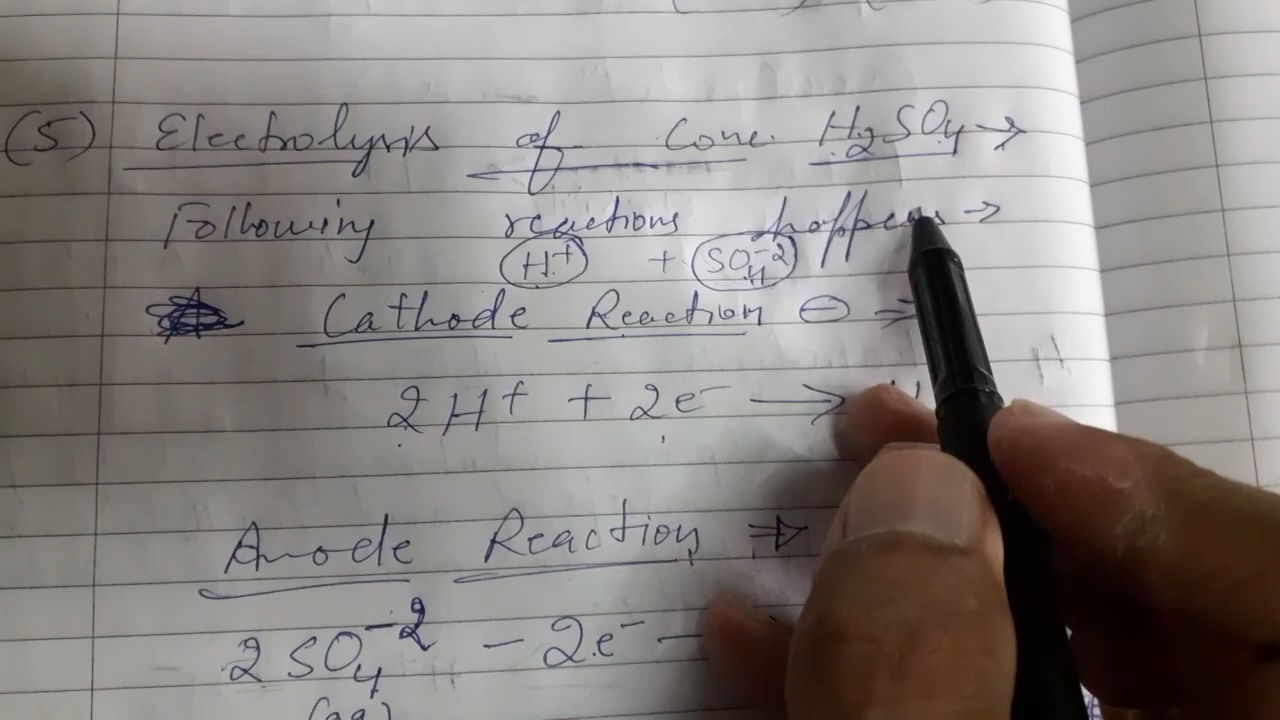 (5) Electrolysis of Conc. H₂SO₄ →
Following reactions happens →
H⁺ + SO₄⁻²
Cathode Reaction ⊖ ⇒
2H⁺ + 2e⁻ ⟶
Anode Reaction ⇒
2SO₄⁻² − 2e⁻ −
(aq)